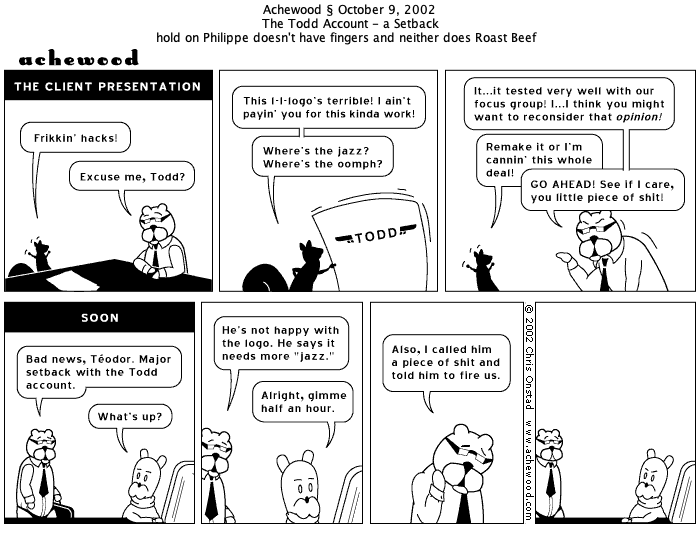 Achewood § October 9, 2002
The Todd Account - a Setback
hold on Philippe doesn't have fingers and neither does Roast Beef
achewood
THE CLIENT PRESENTATION
Frikkin' hacks!
Excuse me, Todd?
This l-l-logo's terrible! I ain't
payin' you for this kinda work!
Where's the jazz?
Where's the oomph?
TODD
It...it tested very well with our
focus group! I...I think you might
want to reconsider that opinion!
Remake it or I'm
cannin' this whole
deal!
GO AHEAD! See if I care,
you little piece of shit!
SOON
Bad news, Téodor. Major
setback with the Todd
account.
What's up?
He's not happy with
the logo. He says it
needs more "jazz."
Alright, gimme
half an hour.
Also, I called him
a piece of shit and
told him to fire us.
© 2002 Chris Onstad www.achewood.com